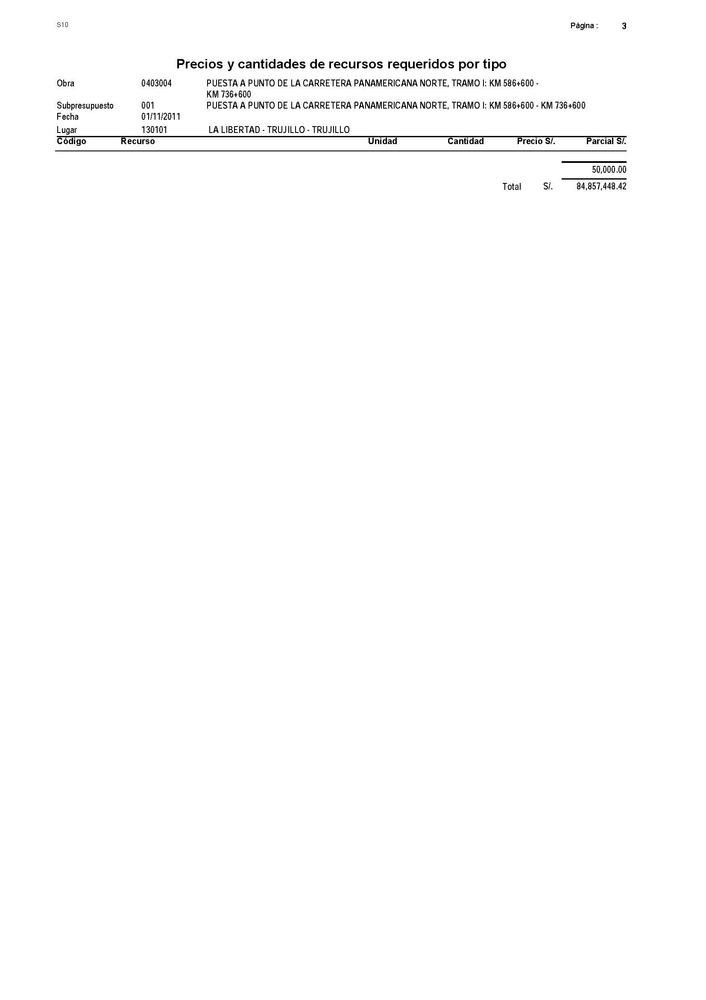 S10 Página : 3
Precios y cantidades de recursos requeridos por tipo
Obra 0403004 PUESTA A PUNTO DE LA CARRETERA PANAMERICANA NORTE, TRAMO I: KM 586+600 -
KM 736+600
Subpresupuesto 001 PUESTA A PUNTO DE LA CARRETERA PANAMERICANA NORTE, TRAMO I: KM 586+600 - KM 736+600
Fecha 01/11/2011
Lugar 130101 LA LIBERTAD - TRUJILLO - TRUJILLO
Código Recurso Unidad Cantidad Precio S/. Parcial S/.
50,000.00
Total S/. 84,857,448.42